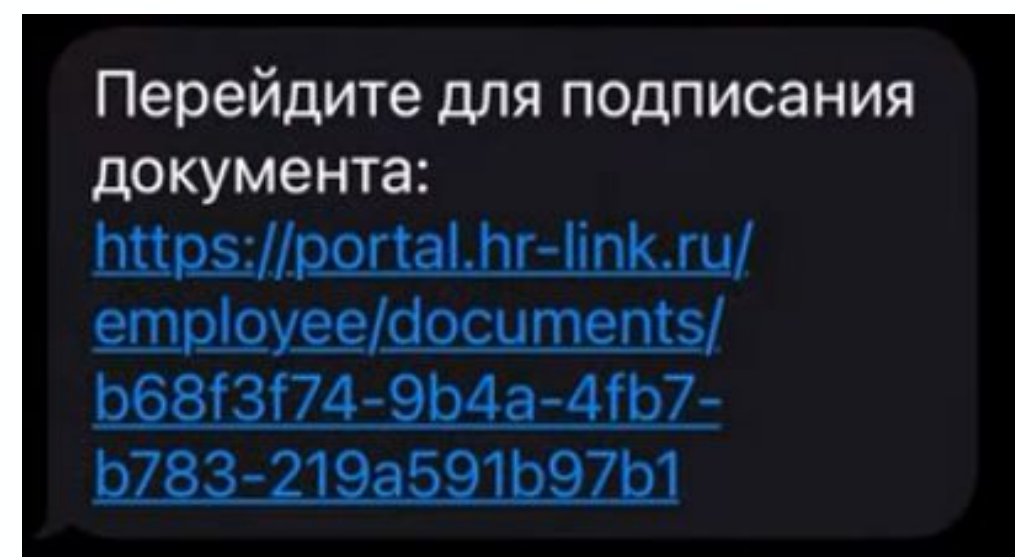 Перейдите для подписания
документа:
https://portal.hr-link.ru/
employee/documents/
b68f3f74-9b4a-4fb7-
b783-219a591b97b1